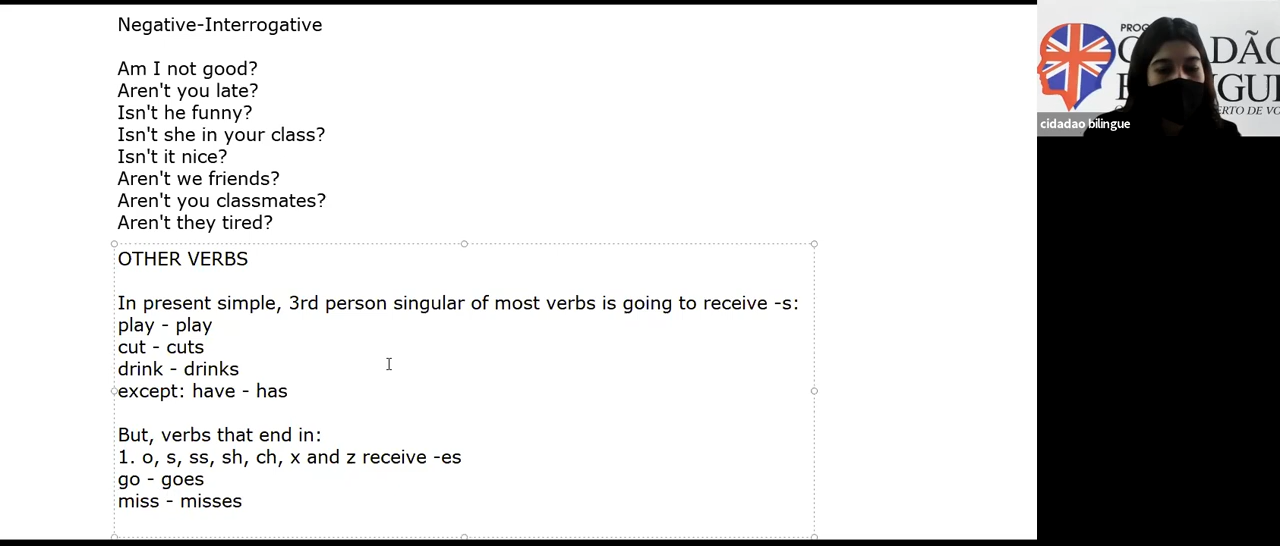 Negative-Interrogative
Am I not good?
Aren't you late?
Isn't he funny?
Isn't she in your class?
Isn't it nice?
Aren't we friends?
Aren't you classmates?
Aren't they tired?
OTHER VERBS
In present simple, 3rd person singular of most verbs is going to receive -s:
play - play
cut - cuts
drink - drinks
except: have - has
But, verbs that end in:
1. o, s, ss, sh, ch, x and z receive -es
go - goes
miss - misses
cidadao bilingue